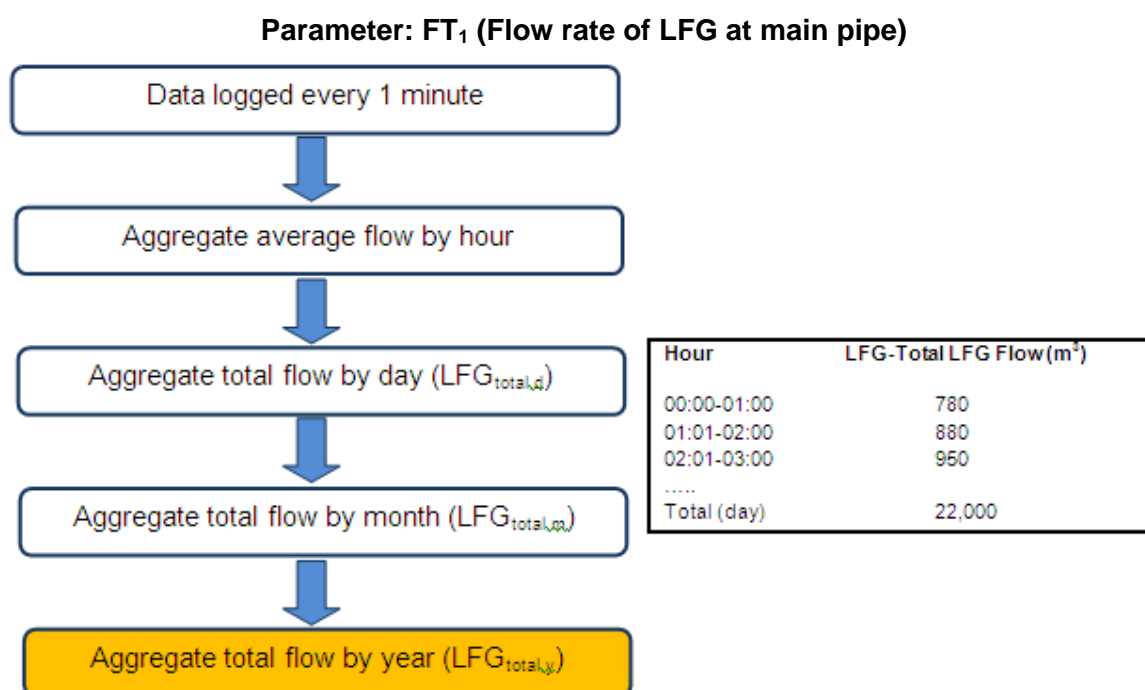 Parameter: FT₁ (Flow rate of LFG at main pipe)
Data logged every 1 minute
Aggregate average flow by hour
Aggregate total flow by day (LFGtotal,d)
Hour LFG-Total LFG Flow (m³)
00:00-01:00 780
01:01-02:00 880
02:01-03:00 950
.....
Total (day) 22,000
Aggregate total flow by month (LFGtotal,m)
Aggregate total flow by year (LFGtotal,y)